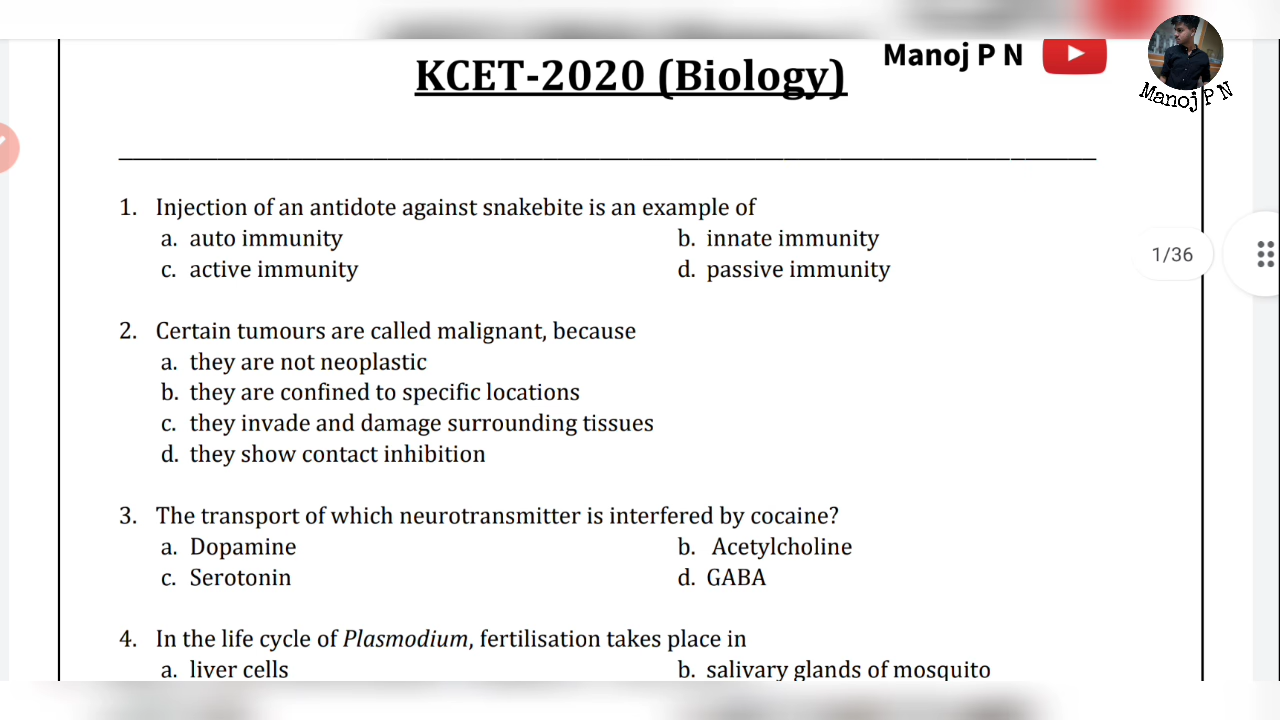 KCET-2020 (Biology)
Manoj P N
Manoj P N
1. Injection of an antidote against snakebite is an example of
a. auto immunity b. innate immunity
c. active immunity d. passive immunity
1/36
2. Certain tumours are called malignant, because
a. they are not neoplastic
b. they are confined to specific locations
c. they invade and damage surrounding tissues
d. they show contact inhibition
3. The transport of which neurotransmitter is interfered by cocaine?
a. Dopamine b. Acetylcholine
c. Serotonin d. GABA
4. In the life cycle of Plasmodium, fertilisation takes place in
a. liver cells b. salivary glands of mosquito